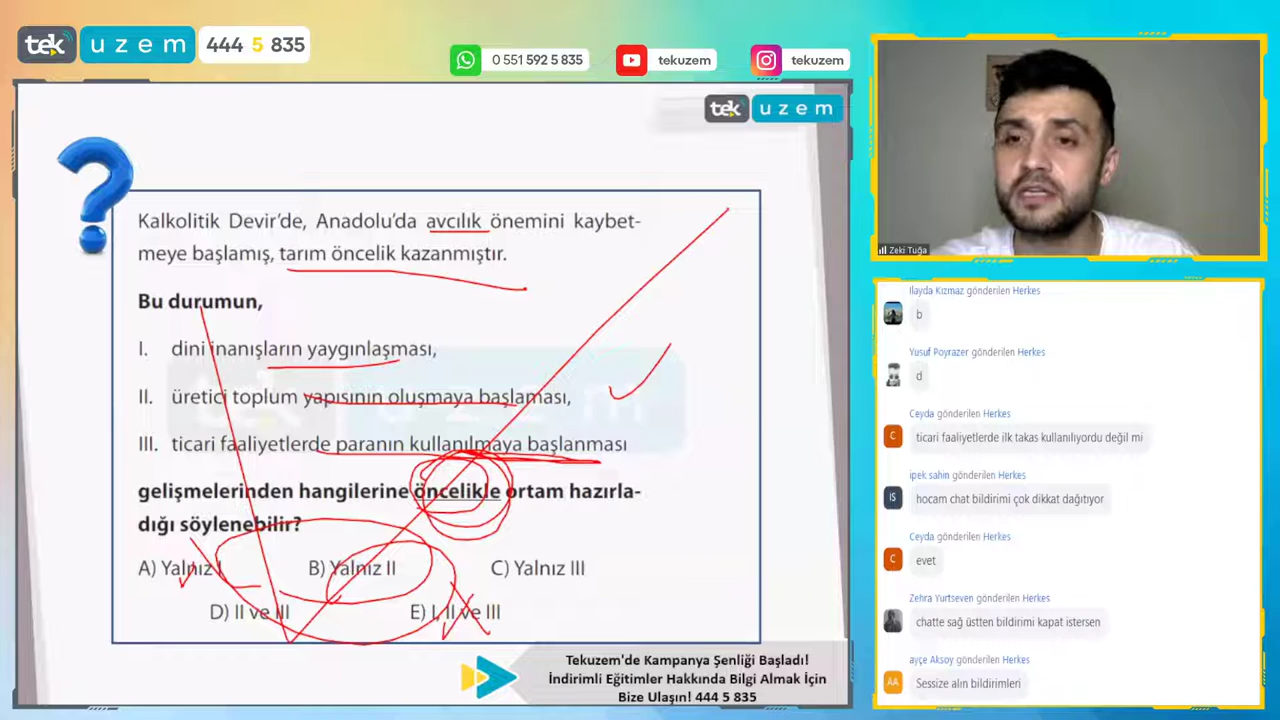 tek uzem 444 5 835
0 551 592 5 835
tekuzem
tekuzem
tek uzem
Kalkolitik Devir'de, Anadolu'da avcılık önemini kaybet-
meye başlamış, tarım öncelik kazanmıştır.
Bu durumun,
I. dini inanışların yaygınlaşması,
II. üretici toplum yapısının oluşmaya başlaması,
III. ticari faaliyetlerde paranın kullanılmaya başlanması
gelişmelerinden hangilerine öncelikle ortam hazırla-
dığı söylenebilir?
A) Yalnız I B) Yalnız II C) Yalnız III
D) II ve III E) I, II ve III
Tekuzem'de Kampanya Şenliği Başladı!
İndirimli Eğitimler Hakkında Bilgi Almak İçin
Bize Ulaşın! 444 5 835
Zeki Tuğa
Ilayda Kızmaz gönderilen Herkes
b
Yusuf Poyrazer gönderilen Herkes
d
Ceyda gönderilen Herkes
C
ticari faaliyetlerde ilk takas kullanılıyordu değil mi
ipek sahin gönderilen Herkes
IS
hocam chat bildirimi çok dikkat dağıtıyor
Ceyda gönderilen Herkes
C
evet
Zehra Yurtseven gönderilen Herkes
chatte sağ üstten bildirimi kapat istersen
ayçe Aksoy gönderilen Herkes
AA
Sessize alın bildirimleri